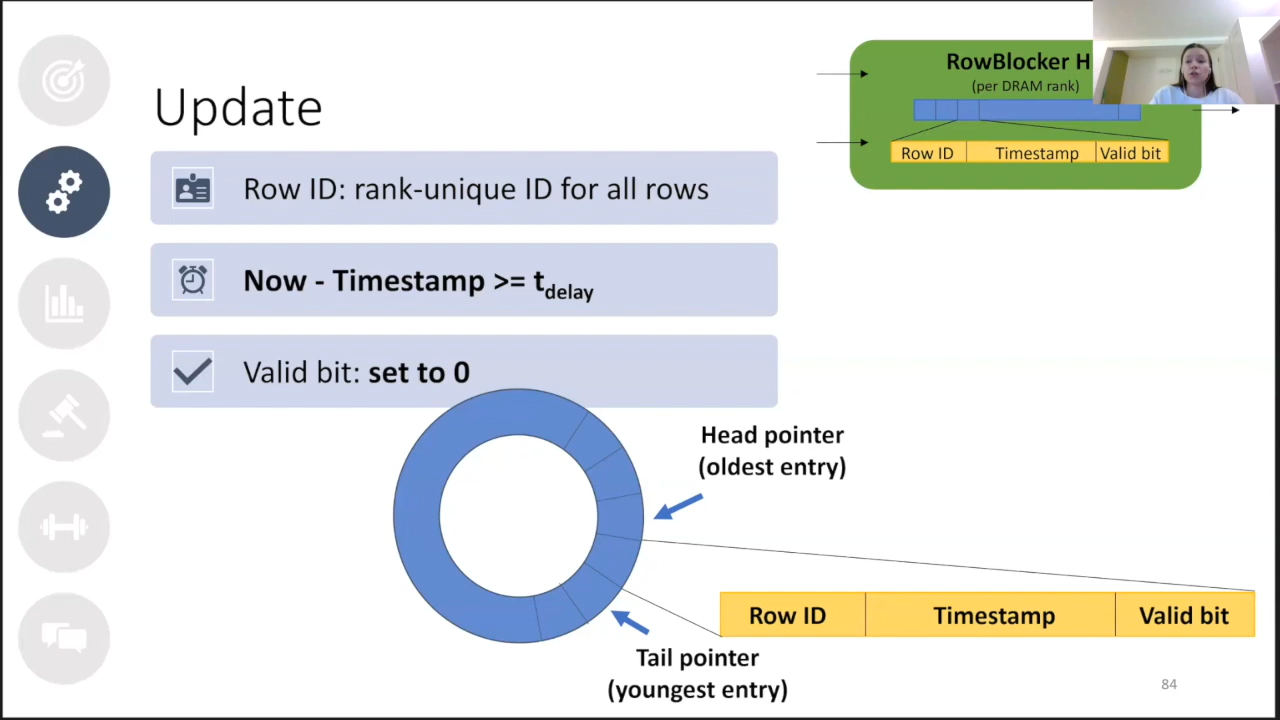 Update
RowBlocker H
(per DRAM rank)
Row ID Timestamp Valid bit
Row ID: rank-unique ID for all rows
Now - Timestamp >= tdelay
Valid bit: set to 0
Head pointer
(oldest entry)
Row ID Timestamp Valid bit
Tail pointer
(youngest entry)
84